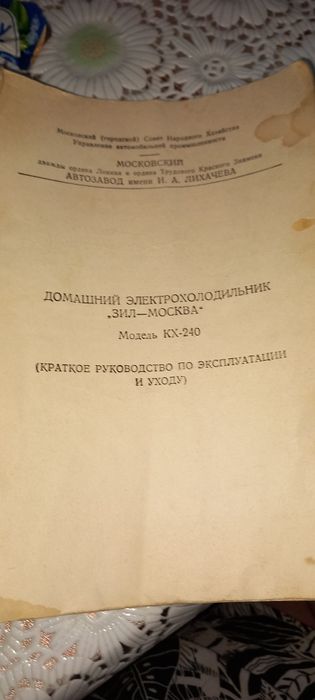 Московский (городской) Совет Народного Хозяйства
Управление автомобильной промышленности
МОСКОВСКИЙ
дважды ордена Ленина и ордена Трудового Красного Знамени
АВТОЗАВОД имени И. А. ЛИХАЧЕВА
ДОМАШНИЙ ЭЛЕКТРОХОЛОДИЛЬНИК
„ЗИЛ—МОСКВА“
Модель КХ-240
(КРАТКОЕ РУКОВОДСТВО ПО ЭКСПЛУАТАЦИИ
И УХОДУ)